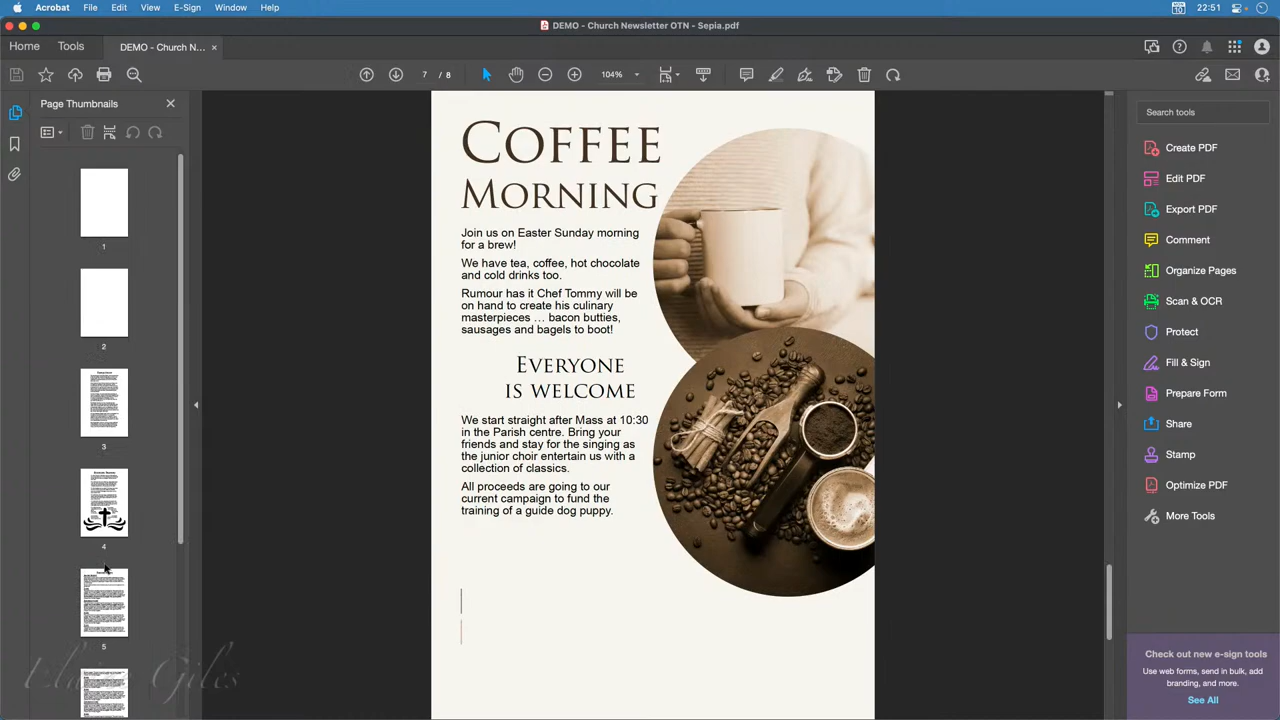 Acrobat File Edit View E-Sign Window Help 22:51
DEMO - Church Newsletter OTN - Sepia.pdf
Home Tools DEMO - Church N... ×
7 / 8 104%
Page Thumbnails
1
2
3
4
5
COFFEE
MORNING
Join us on Easter Sunday morning
for a brew!
We have tea, coffee, hot chocolate
and cold drinks too.
Rumour has it Chef Tommy will be
on hand to create his culinary
masterpieces … bacon butties,
sausages and bagels to boot!
EVERYONE
IS WELCOME
We start straight after Mass at 10:30
in the Parish centre. Bring your
friends and stay for the singing as
the junior choir entertain us with a
collection of classics.
All proceeds are going to our
current campaign to fund the
training of a guide dog puppy.
Search tools
Create PDF
Edit PDF
Export PDF
Comment
Organize Pages
Scan & OCR
Protect
Fill & Sign
Prepare Form
Share
Stamp
Optimize PDF
More Tools
Check out new e-sign tools
Use web forms, send in bulk, add
branding, and more.
See All
Elaine Giles